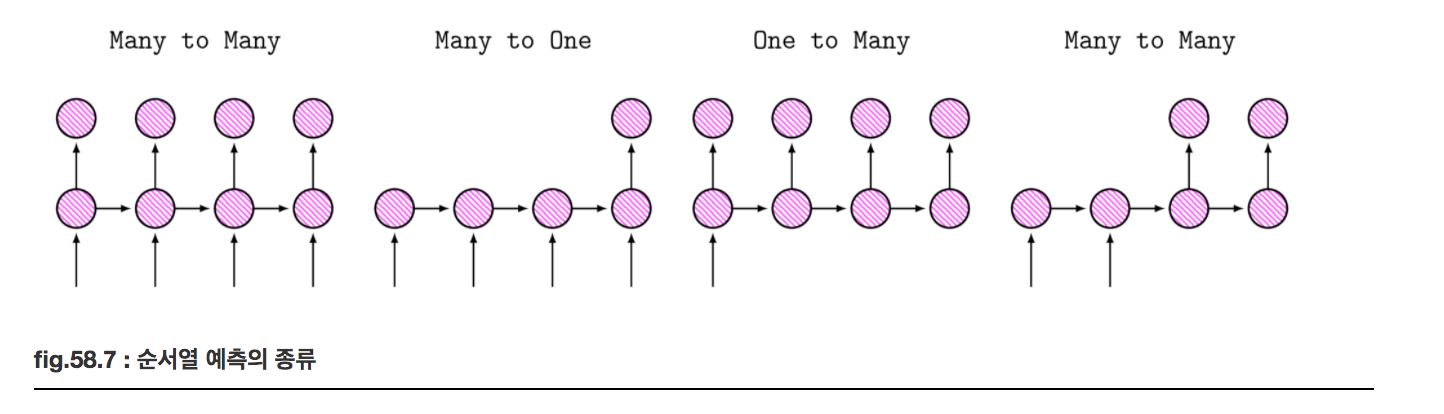 Many to Many Many to One One to Many Many to Many
fig.58.7 : 순서열 예측의 종류